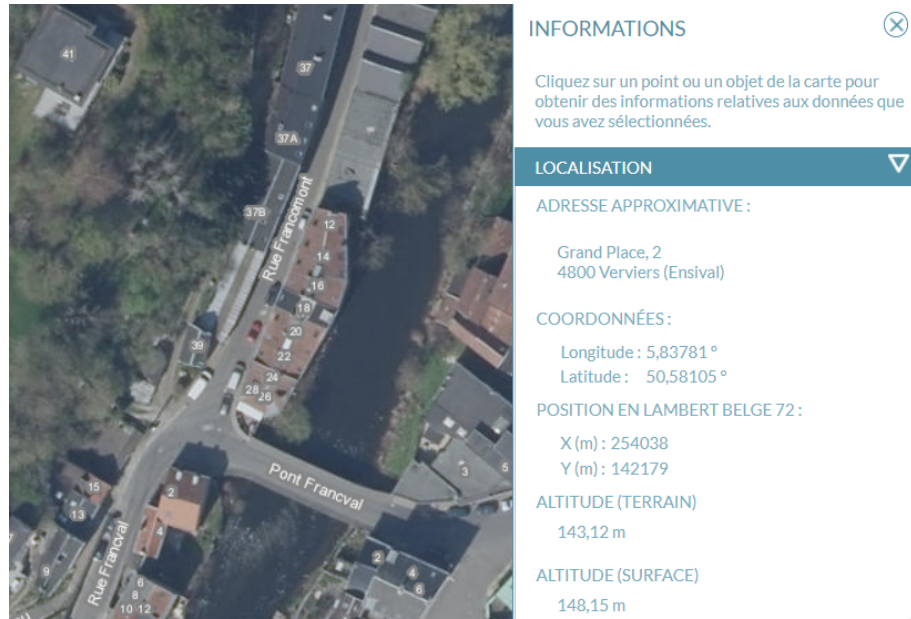 41
37
37A
37B
Rue Francomont
12
14
16
18
20
22
24
28
26
39
Pont Francval
3
5
15
13
2
4
9
Rue Francval
6
8
10
12
2
4
6
INFORMATIONS
Cliquez sur un point ou un objet de la carte pour
obtenir des informations relatives aux données que
vous avez sélectionnées.
LOCALISATION
ADRESSE APPROXIMATIVE :
Grand Place, 2
4800 Verviers (Ensival)
COORDONNÉES :
Longitude : 5,83781 °
Latitude : 50,58105 °
POSITION EN LAMBERT BELGE 72 :
X (m) : 254038
Y (m) : 142179
ALTITUDE (TERRAIN)
143,12 m
ALTITUDE (SURFACE)
148,15 m